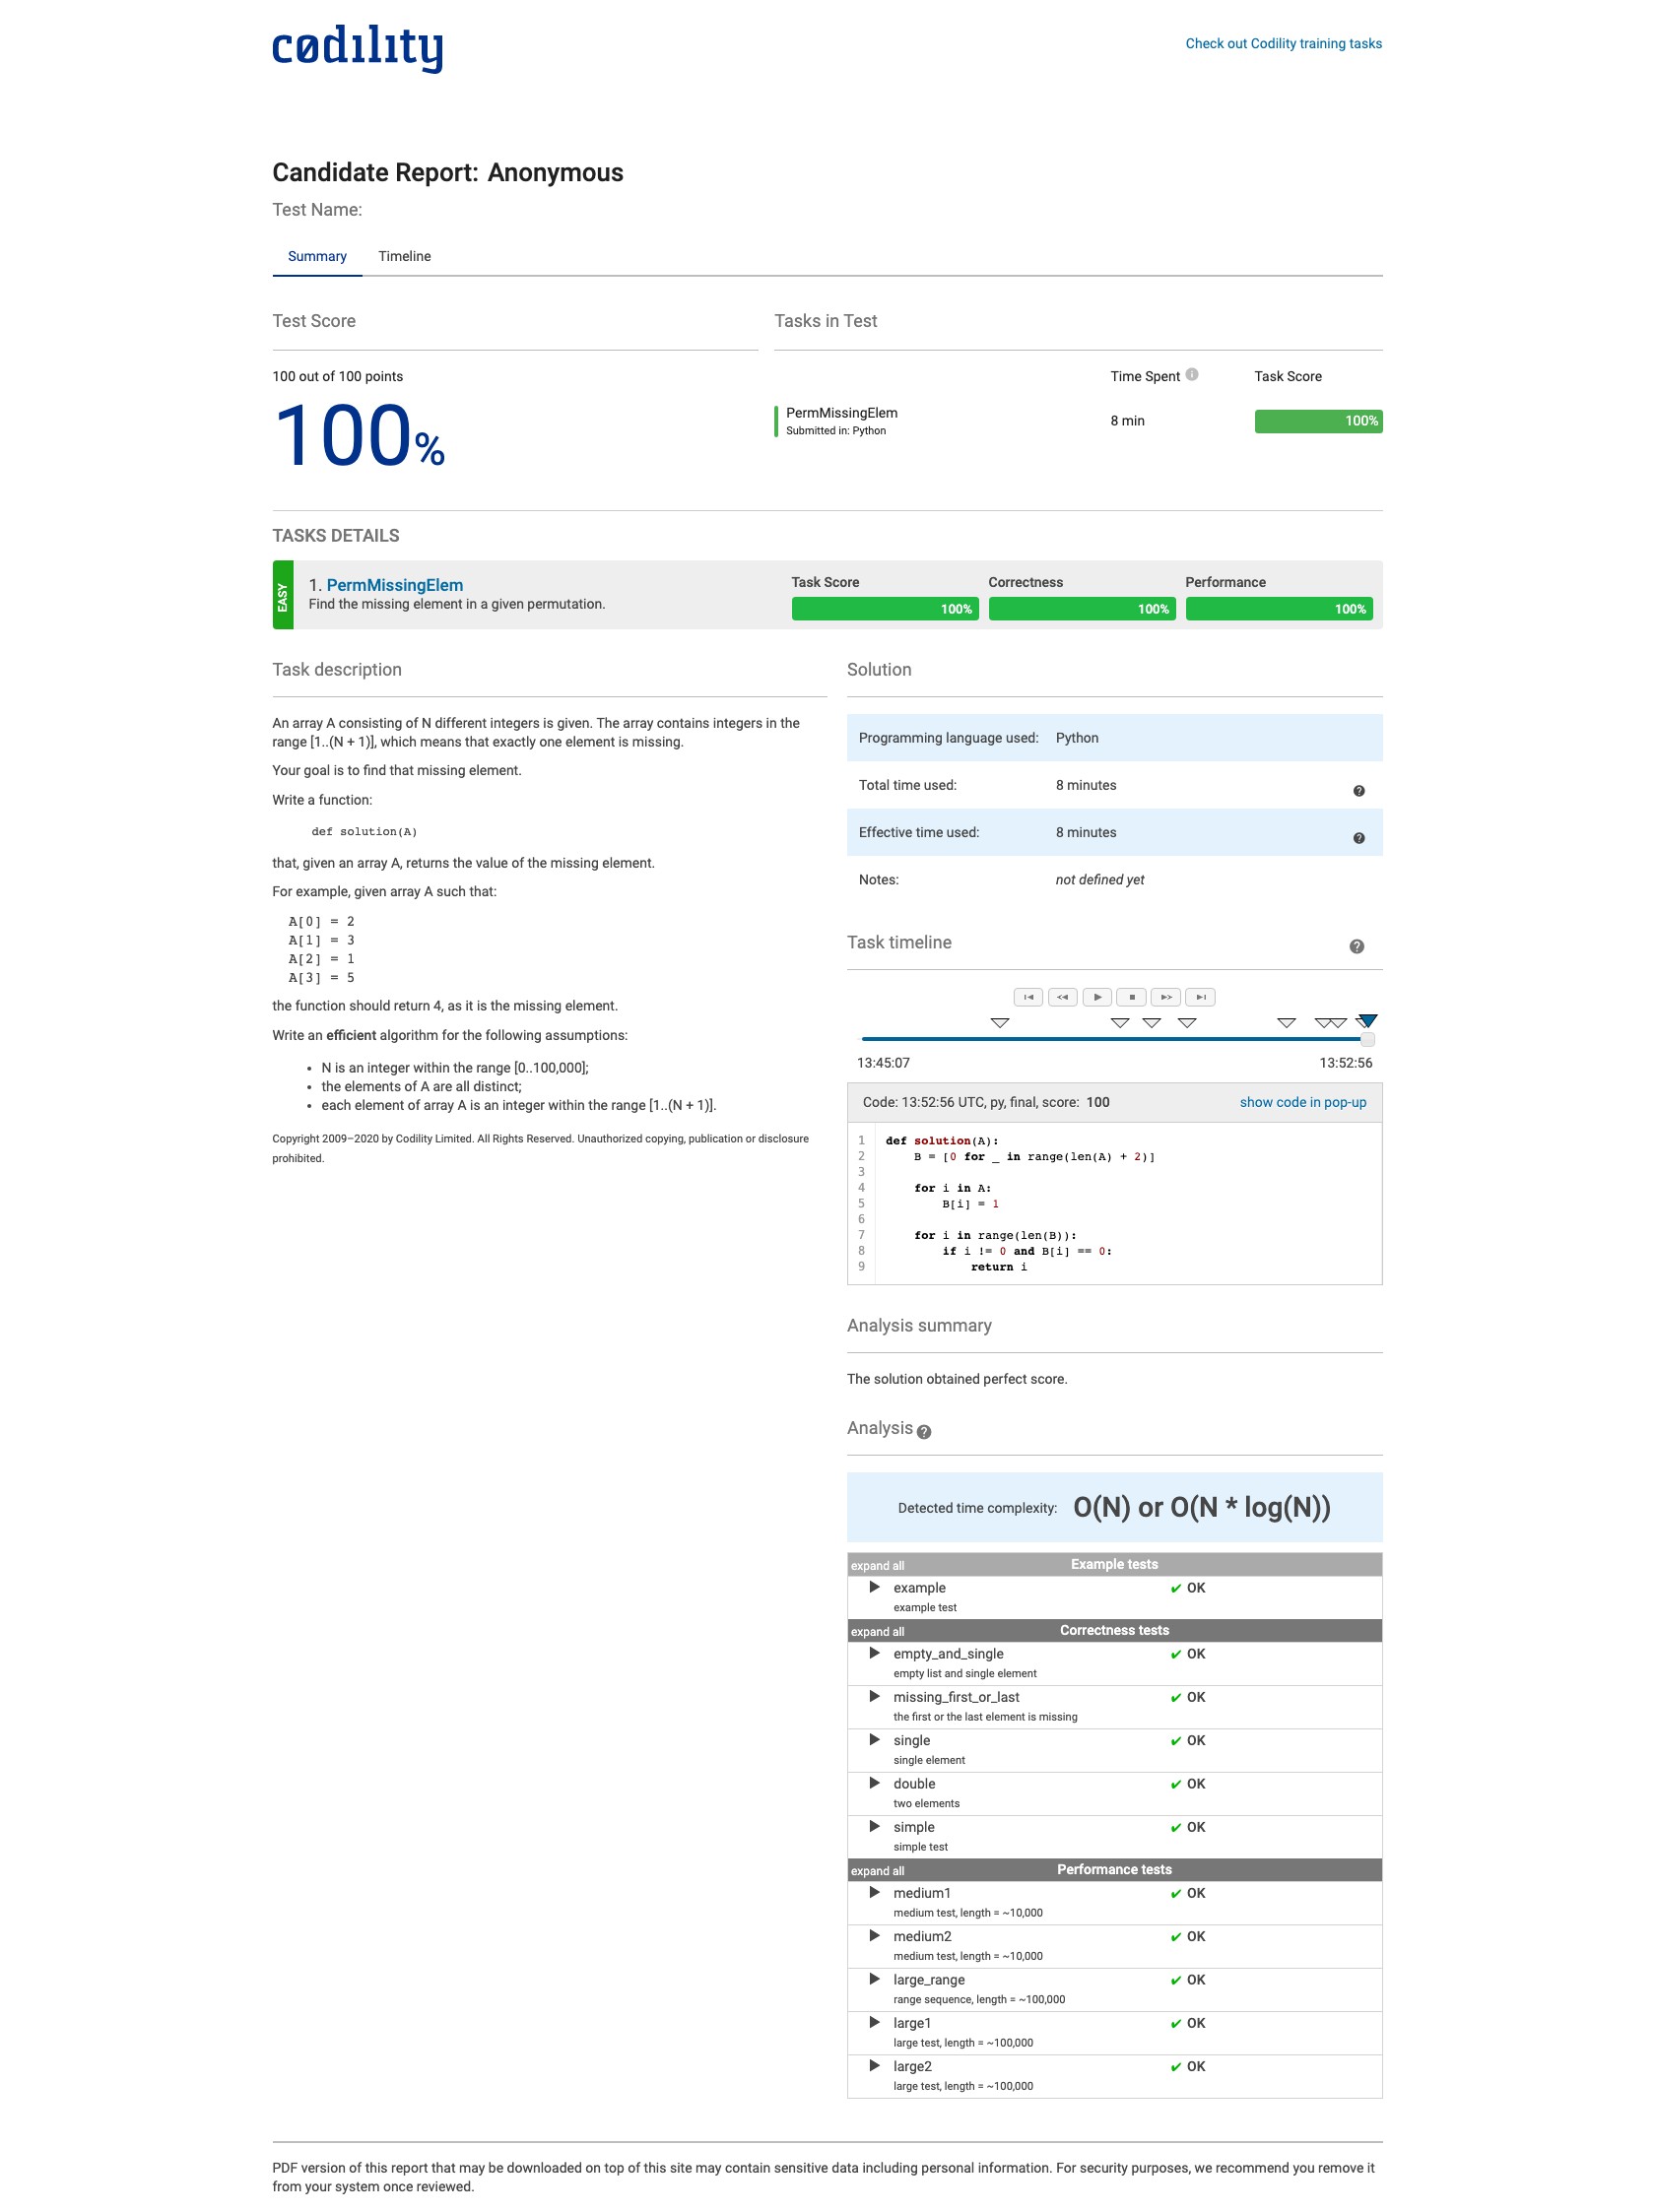 cødility
Check out Codility training tasks
Candidate Report: Anonymous
Test Name:
Summary Timeline
Test Score
100 out of 100 points
100%
Tasks in Test
Time Spent Task Score
PermMissingElem
Submitted in: Python
8 min
100%
TASKS DETAILS
EASY
1. PermMissingElem
Find the missing element in a given permutation.
Task Score Correctness Performance
100% 100% 100%
Task description
An array A consisting of N different integers is given. The array contains integers in the
range [1..(N + 1)], which means that exactly one element is missing.
Your goal is to find that missing element.
Write a function:
def solution(A)
that, given an array A, returns the value of the missing element.
For example, given array A such that:
A[0] = 2
A[1] = 3
A[2] = 1
A[3] = 5
the function should return 4, as it is the missing element.
Write an efficient algorithm for the following assumptions:
• N is an integer within the range [0..100,000];
• the elements of A are all distinct;
• each element of array A is an integer within the range [1..(N + 1)].
Copyright 2009–2020 by Codility Limited. All Rights Reserved. Unauthorized copying, publication or disclosure
prohibited.
Solution
Programming language used: Python
Total time used: 8 minutes
Effective time used: 8 minutes
Notes: not defined yet
Task timeline
13:45:07 13:52:56
Code: 13:52:56 UTC, py, final, score: 100
show code in pop-up
1 def solution(A):
2     B = [0 for _ in range(len(A) + 2)]
3
4     for i in A:
5         B[i] = 1
6
7     for i in range(len(B)):
8         if i != 0 and B[i] == 0:
9             return i
Analysis summary
The solution obtained perfect score.
Analysis
Detected time complexity: O(N) or O(N * log(N))
expand all Example tests
example ✔ OK
example test
expand all Correctness tests
empty_and_single ✔ OK
empty list and single element
missing_first_or_last ✔ OK
the first or the last element is missing
single ✔ OK
single element
double ✔ OK
two elements
simple ✔ OK
simple test
expand all Performance tests
medium1 ✔ OK
medium test, length = ~10,000
medium2 ✔ OK
medium test, length = ~10,000
large_range ✔ OK
range sequence, length = ~100,000
large1 ✔ OK
large test, length = ~100,000
large2 ✔ OK
large test, length = ~100,000
PDF version of this report that may be downloaded on top of this site may contain sensitive data including personal information. For security purposes, we recommend you remove it
from your system once reviewed.